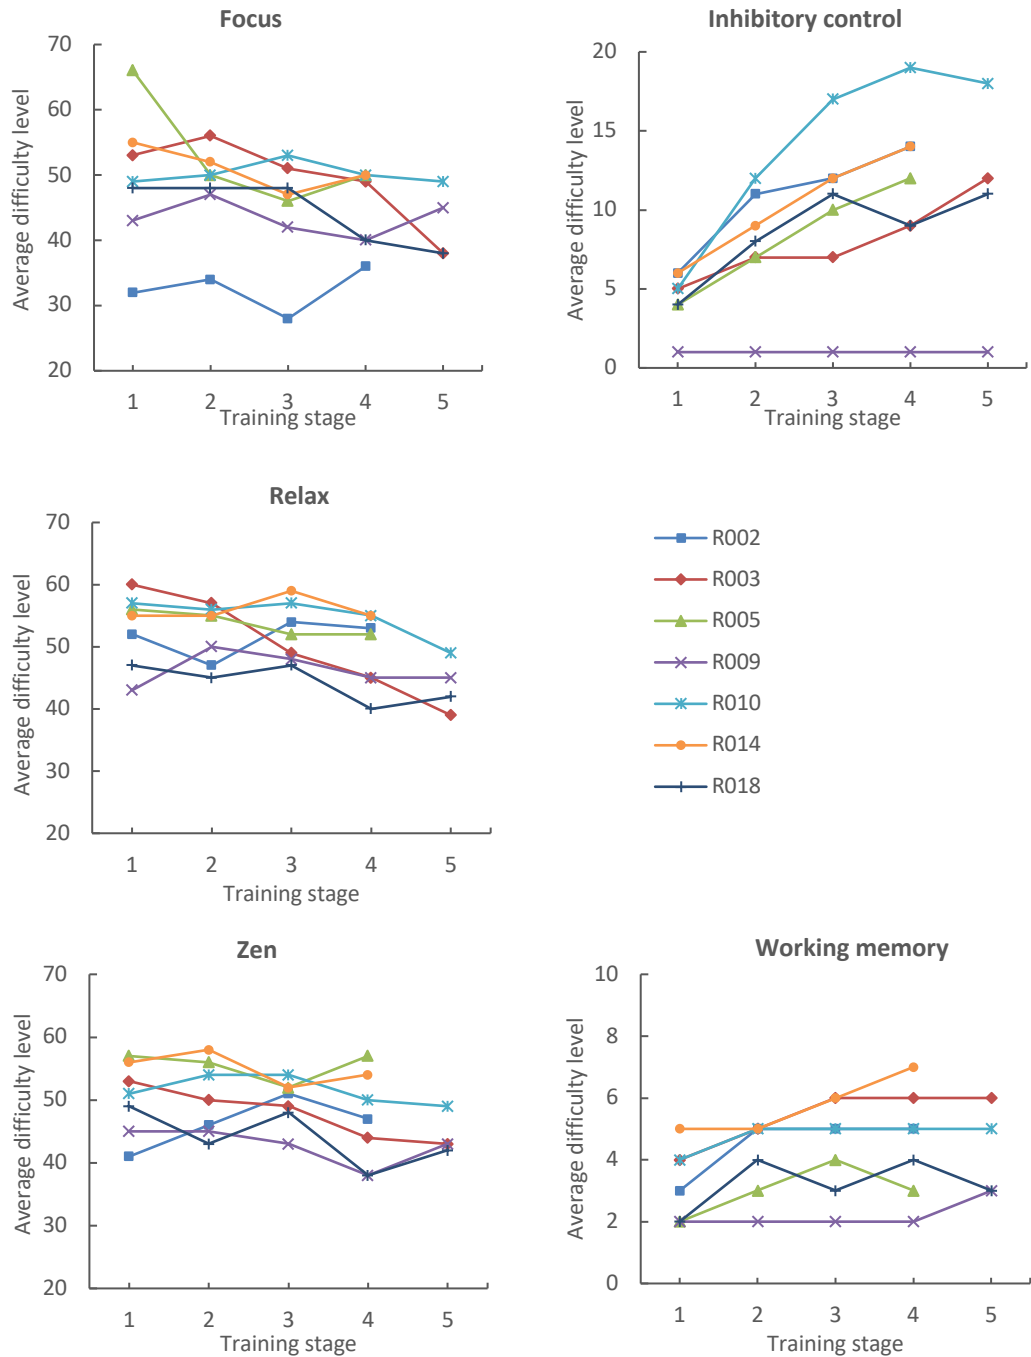 Focus
70
60
50
40
30
20
Average difficulty level
1 2 3 4 5
Training stage
Inhibitory control
20
15
10
5
0
Average difficulty level
1 2 3 4 5
Training stage
Relax
70
60
50
40
30
20
Average difficulty level
1 2 3 4 5
Training stage
R002
R003
R005
R009
R010
R014
R018
Zen
70
60
50
40
30
20
Average difficulty level
1 2 3 4 5
Training stage
Working memory
10
8
6
4
2
0
Average difficulty level
1 2 3 4 5
Training stage